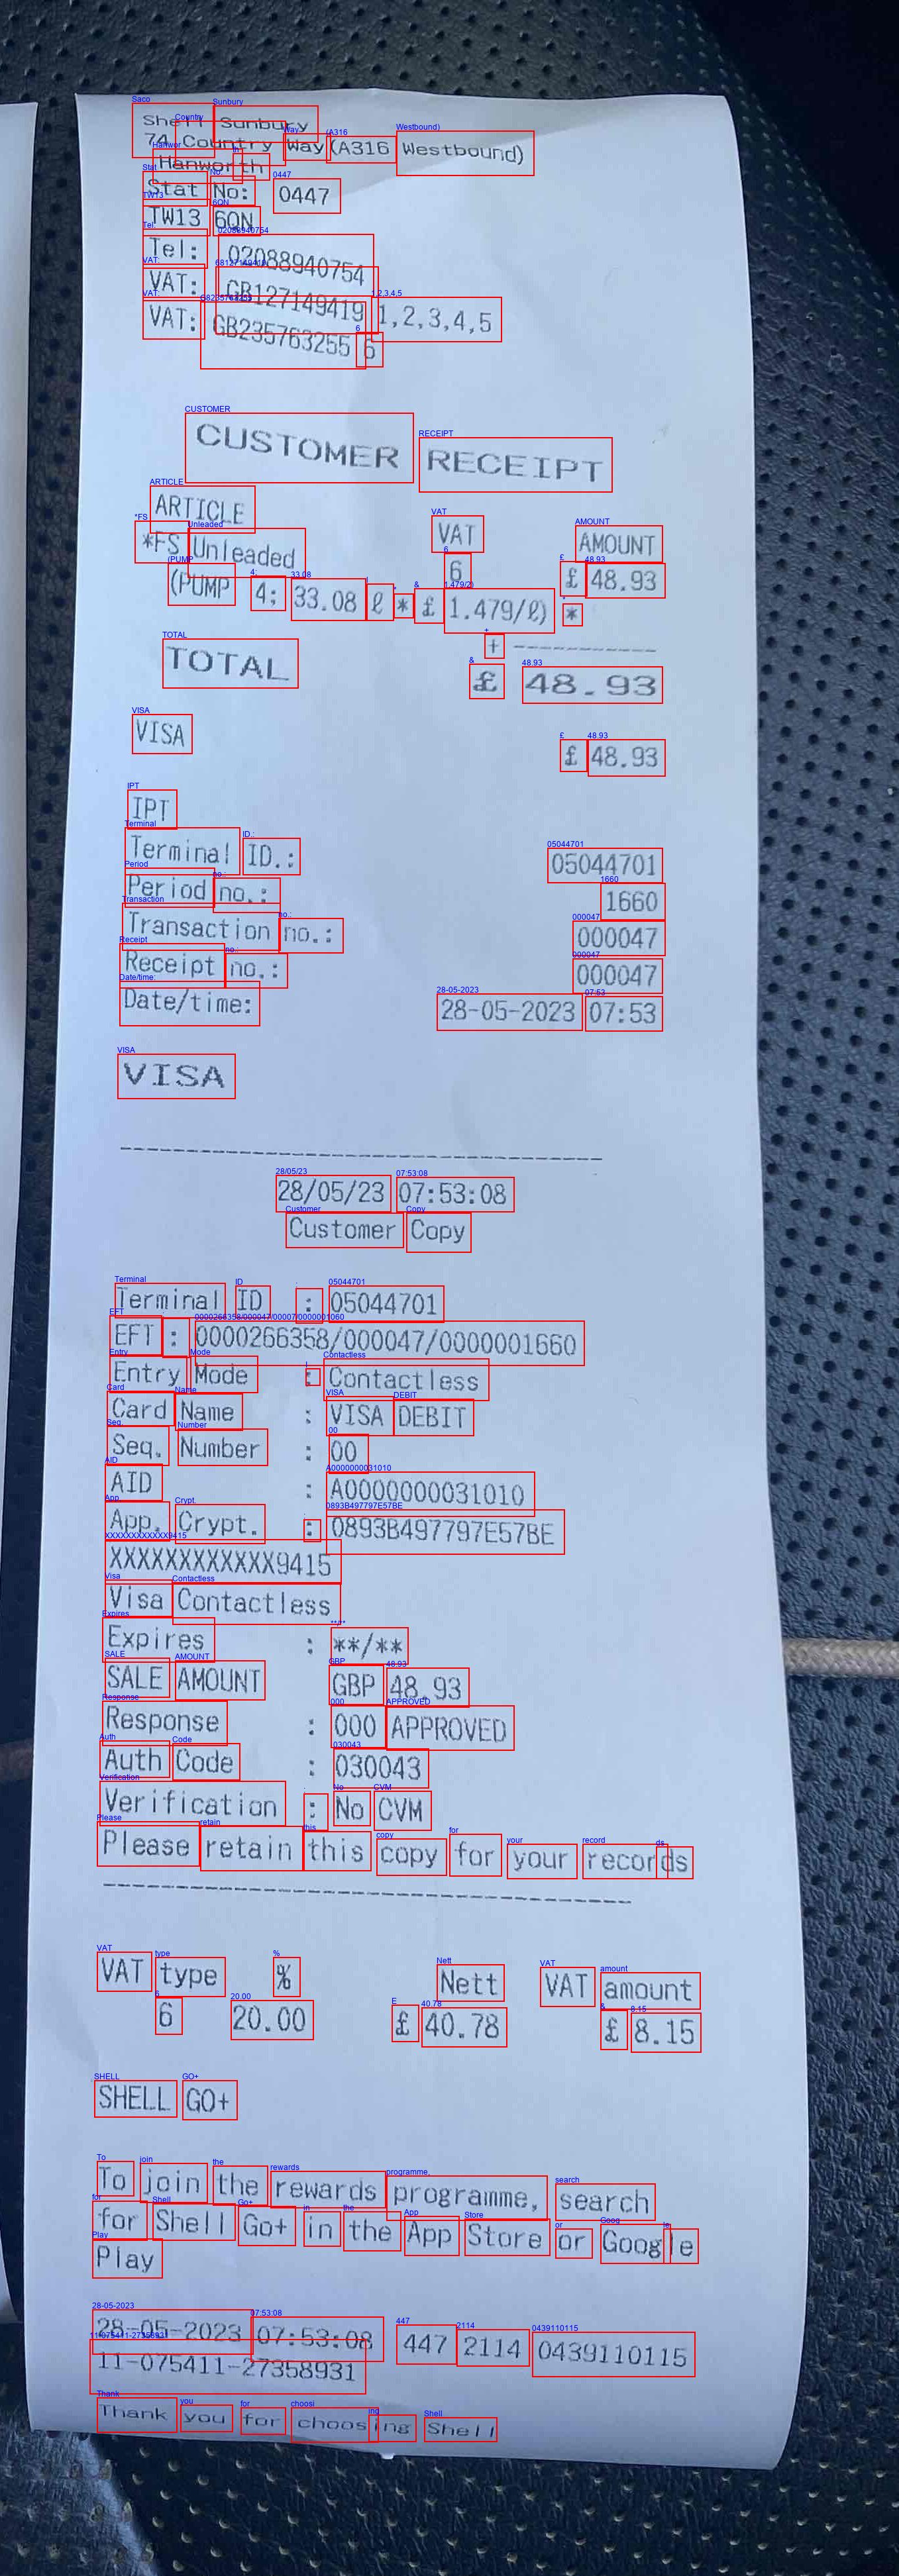 Shell Sunbury
74 Country Way (A316 Westbound)
Hanworth
Stat No: 0447
TW13 6QN
Tel: 02088940754
VAT: GB127149419 1,2,3,4,5
VAT: GB235763255 6
CUSTOMER RECEIPT
ARTICLE VAT AMOUNT
*FS Unleaded 6 £ 48.93
(PUMP 4; 33.08 ℓ * £ 1.479/ℓ) *
+ ------------
TOTAL £ 48.93
VISA £ 48.93
IPT
Terminal ID.: 05044701
Period no.: 1660
Transaction no.: 000047
Receipt no.: 000047
Date/time: 28-05-2023 07:53
VISA
28/05/23 07:53:08
Customer Copy
Terminal ID : 05044701
EFT : 0000266358/000047/0000001660
Entry Mode : Contactless
Card Name : VISA DEBIT
Seq. Number : 00
AID : A0000000031010
App. Crypt. : 0893B497797E57BE
XXXXXXXXXXXX9415
Visa Contactless
Expires : **/**
SALE AMOUNT GBP 48.93
Response : 000 APPROVED
Auth Code : 030043
Verification : No CVM
Please retain this copy for your records
VAT type % Nett VAT amount
6 20.00 £ 40.78 £ 8.15
SHELL GO+
To join the rewards programme, search
for Shell Go+ in the App Store or Google
Play
28-05-2023 07:53:08 447 2114 0439110115
11-075411-27358931
Thank you for choosing Shell